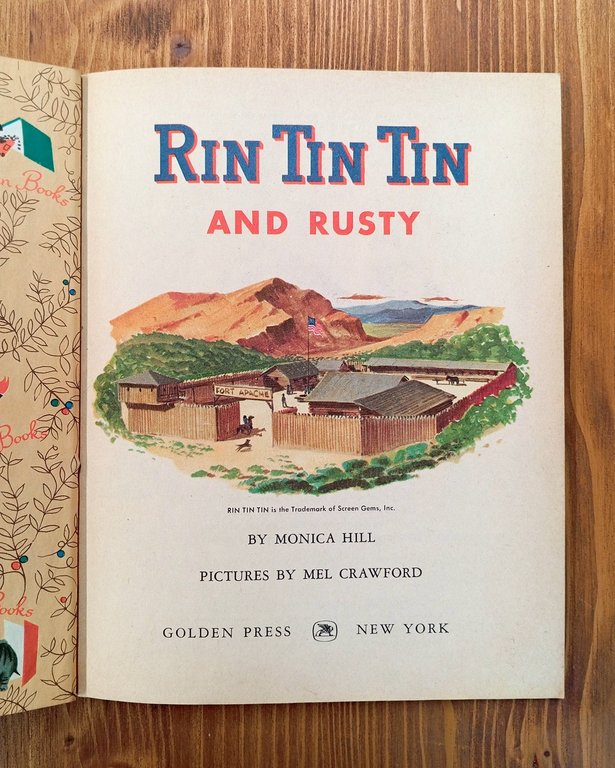 n Books
Books
Books
RIN TIN TIN
AND RUSTY
FORT APACHE
RIN TIN TIN is the Trademark of Screen Gems, Inc.
BY MONICA HILL
PICTURES BY MEL CRAWFORD
GOLDEN PRESS NEW YORK